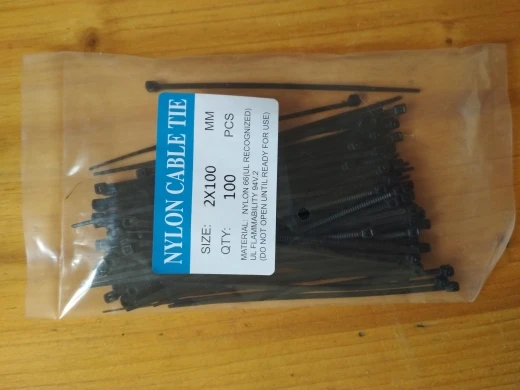 NYLON CABLE TIE
SIZE: 2X100 MM
QTY: 100 PCS
MATERIAL: NYLON 66(UL RECOGNIZED)
UL FLAMMABILITY 94V.2
(DO NOT OPEN UNTIL READY FOR USE)